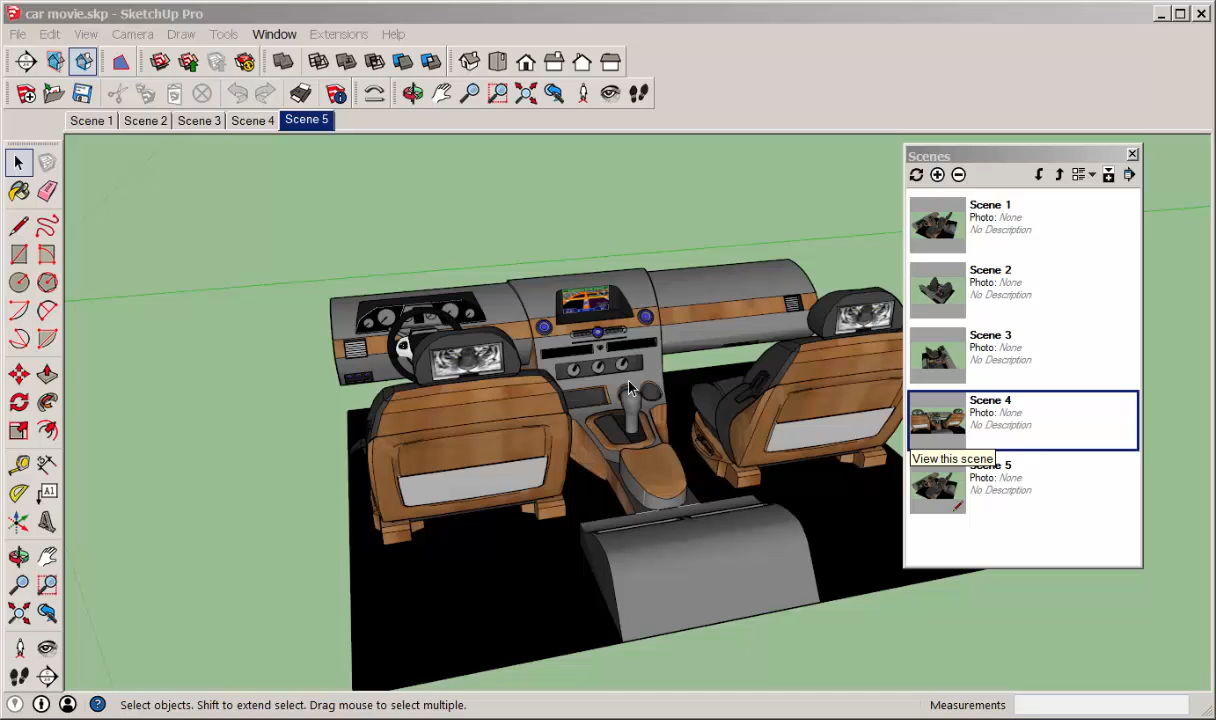 car movie.skp - SketchUp Pro
File Edit View Camera Draw Tools Window Extensions Help
Scene 1 Scene 2 Scene 3 Scene 4 Scene 5
Scenes
Scene 1
Photo: None
No Description
Scene 2
Photo: None
No Description
Scene 3
Photo: None
No Description
Scene 4
Photo: None
No Description
View this scene
ne 5
Photo: None
No Description
A1
Select objects. Shift to extend select. Drag mouse to select multiple.
Measurements